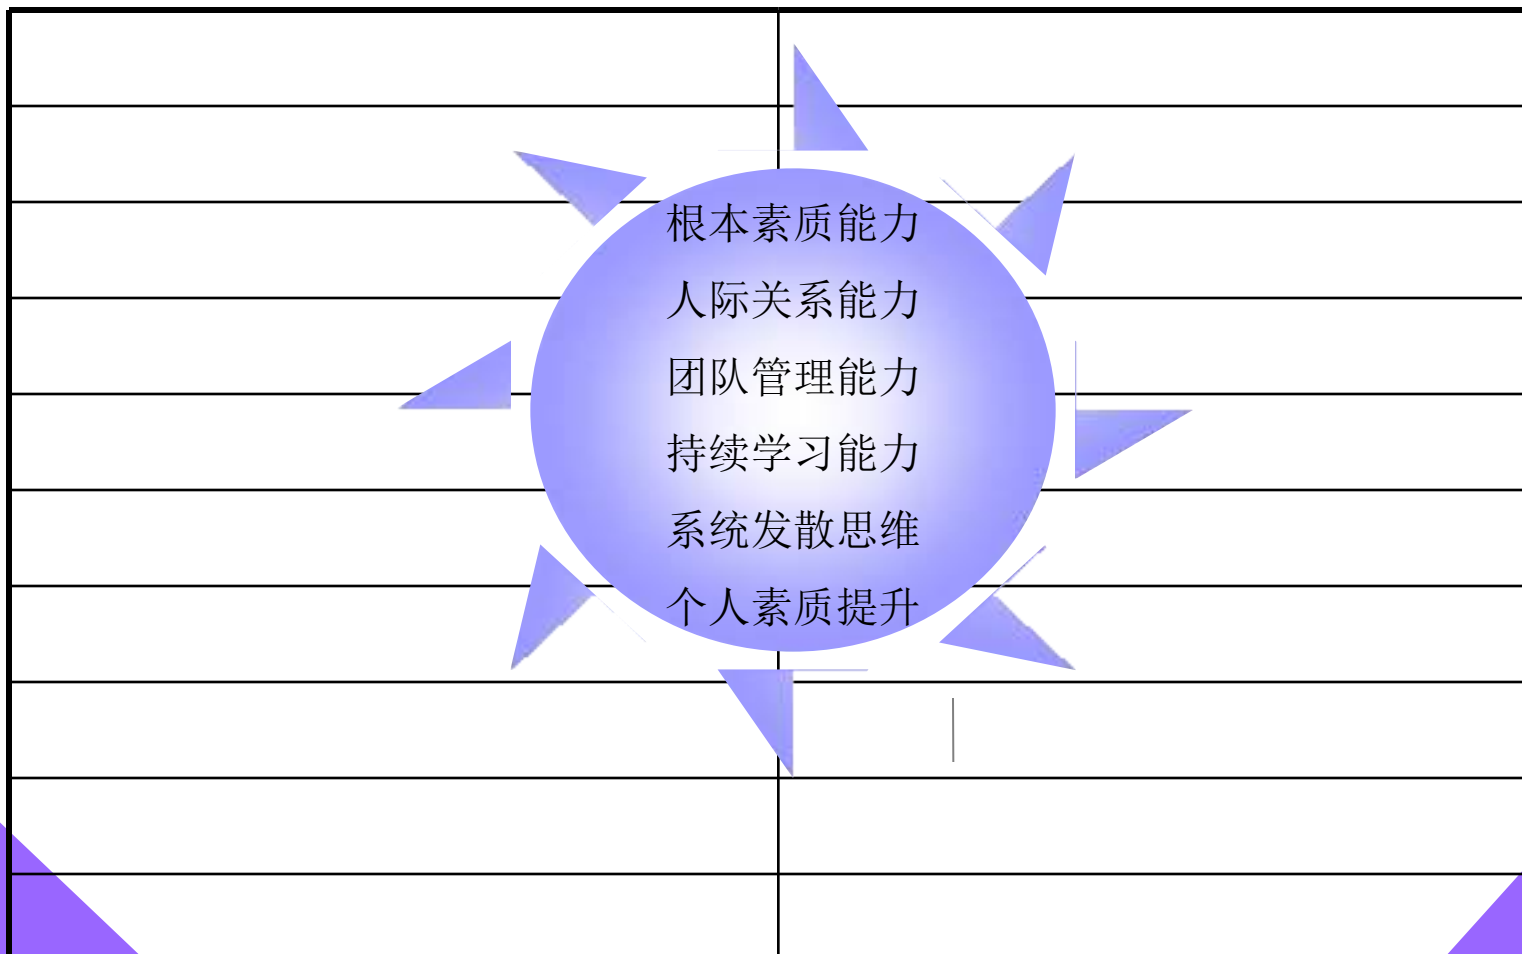 根本素质能力
人际关系能力
团队管理能力
持续学习能力
系统发散思维
个人素质提升